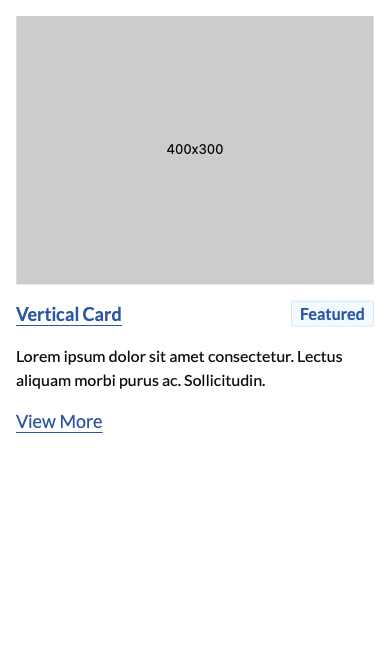 400x300
Vertical Card
Featured
Lorem ipsum dolor sit amet consectetur. Lectus
aliquam morbi purus ac. Sollicitudin.
View More